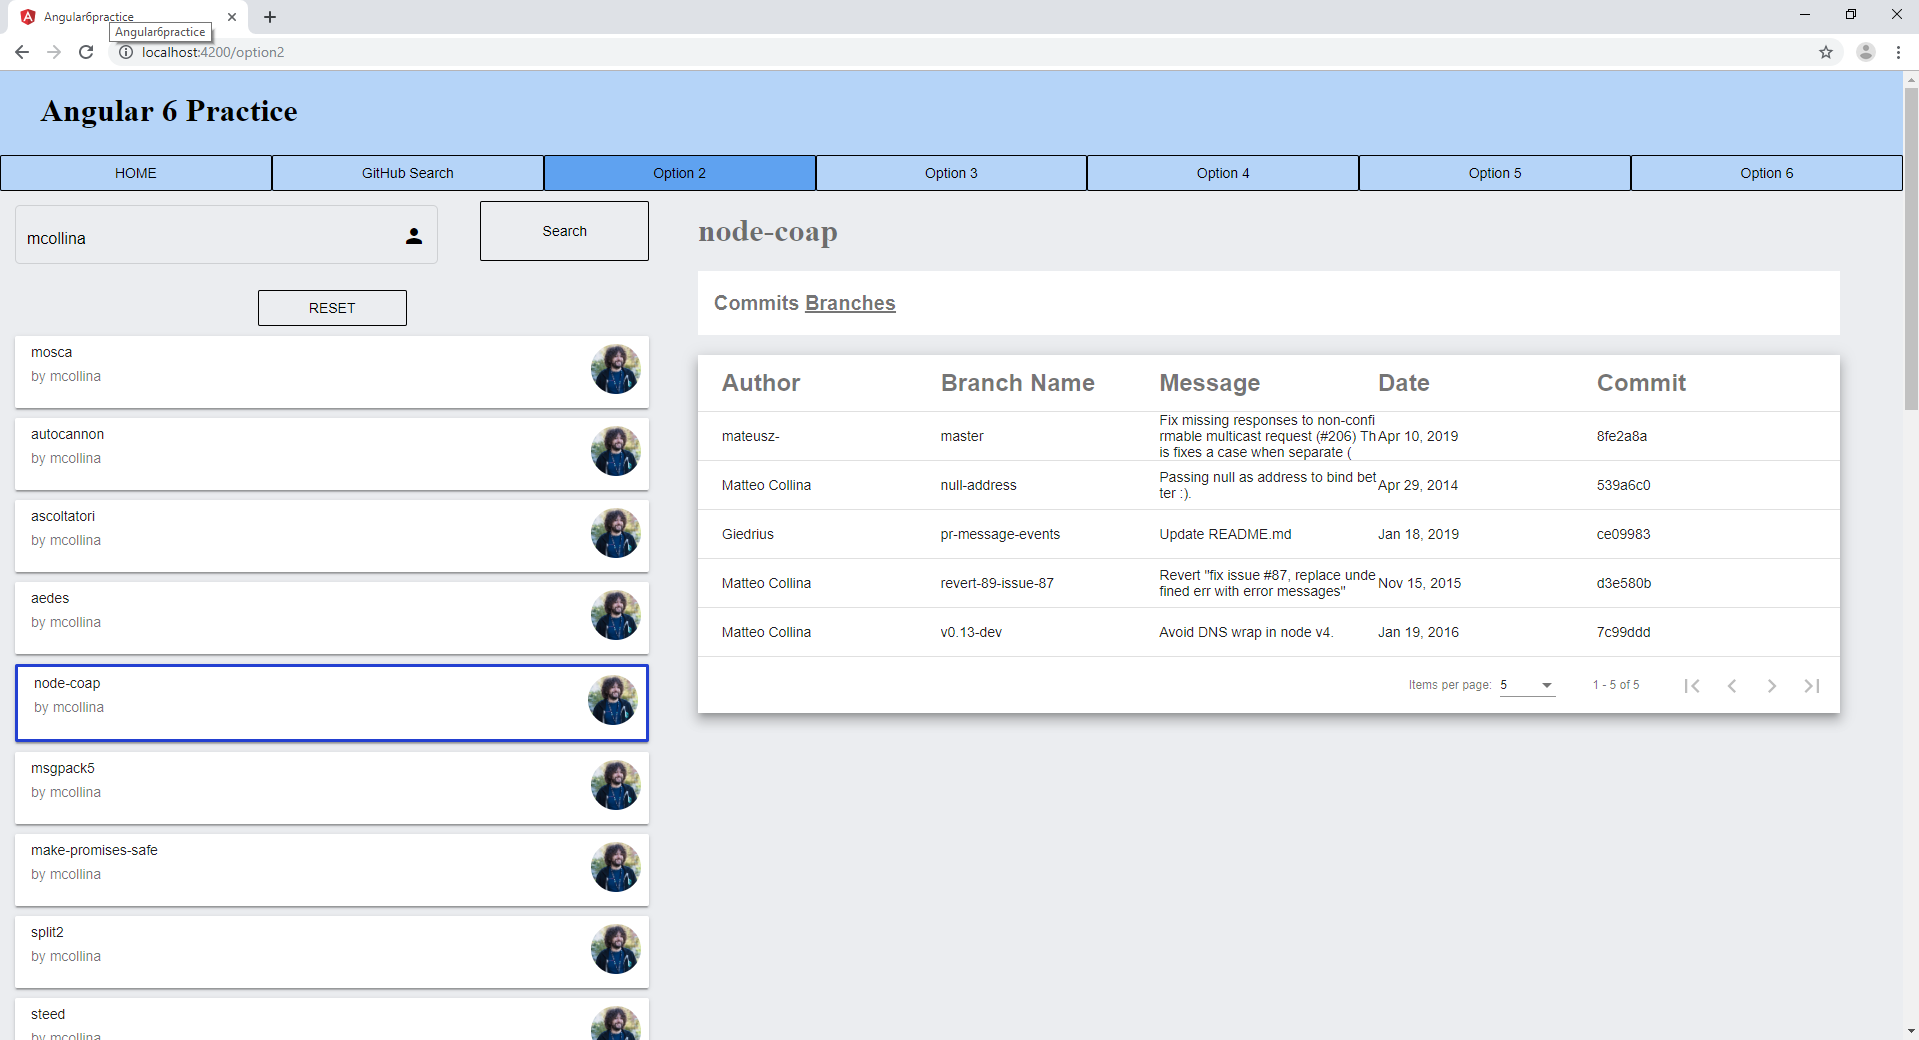 Angular6practice
Angular6practice
localhost:4200/option2
Angular 6 Practice
HOME
GitHub Search
Option 2
Option 3
Option 4
Option 5
Option 6
mcollina
Search
RESET
mosca
by mcollina
autocannon
by mcollina
ascoltatori
by mcollina
aedes
by mcollina
node-coap
by mcollina
msgpack5
by mcollina
make-promises-safe
by mcollina
split2
by mcollina
steed
by mcollina
node-coap
Commits Branches
Author Branch Name Message Date Commit
mateusz-
master
Fix missing responses to non-confi
rmable multicast request (#206) Th
is fixes a case when separate (
Apr 10, 2019
8fe2a8a
Matteo Collina
null-address
Passing null as address to bind bet
ter :).
Apr 29, 2014
539a6c0
Giedrius
pr-message-events
Update README.md
Jan 18, 2019
ce09983
Matteo Collina
revert-89-issue-87
Revert "fix issue #87, replace unde
fined err with error messages"
Nov 15, 2015
d3e580b
Matteo Collina
v0.13-dev
Avoid DNS wrap in node v4.
Jan 19, 2016
7c99ddd
Items per page: 5
1 - 5 of 5